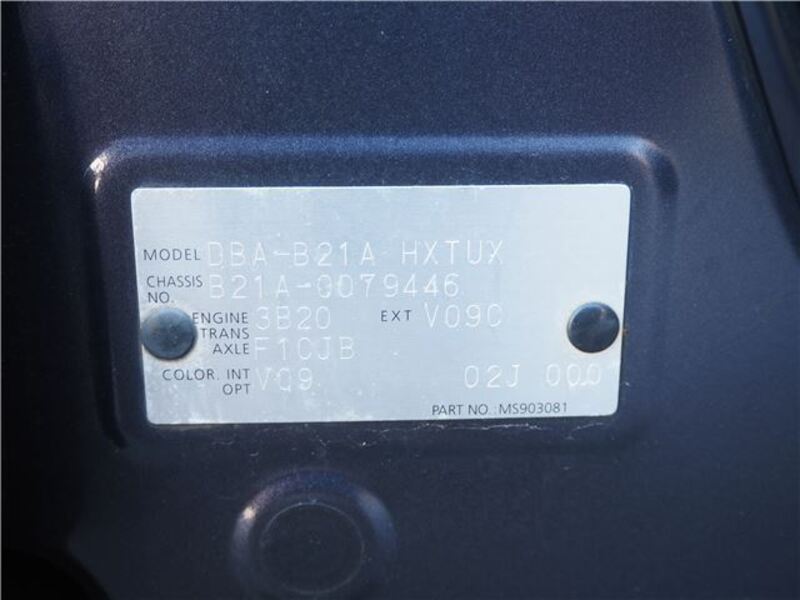 MODEL DBA-B21A HXTUX
CHASSIS NO. B21A-0079446
ENGINE 3B20 EXT V09C
TRANS AXLE F1CJB
COLOR. INT OPT V09 02J 000
PART NO.: MS903081